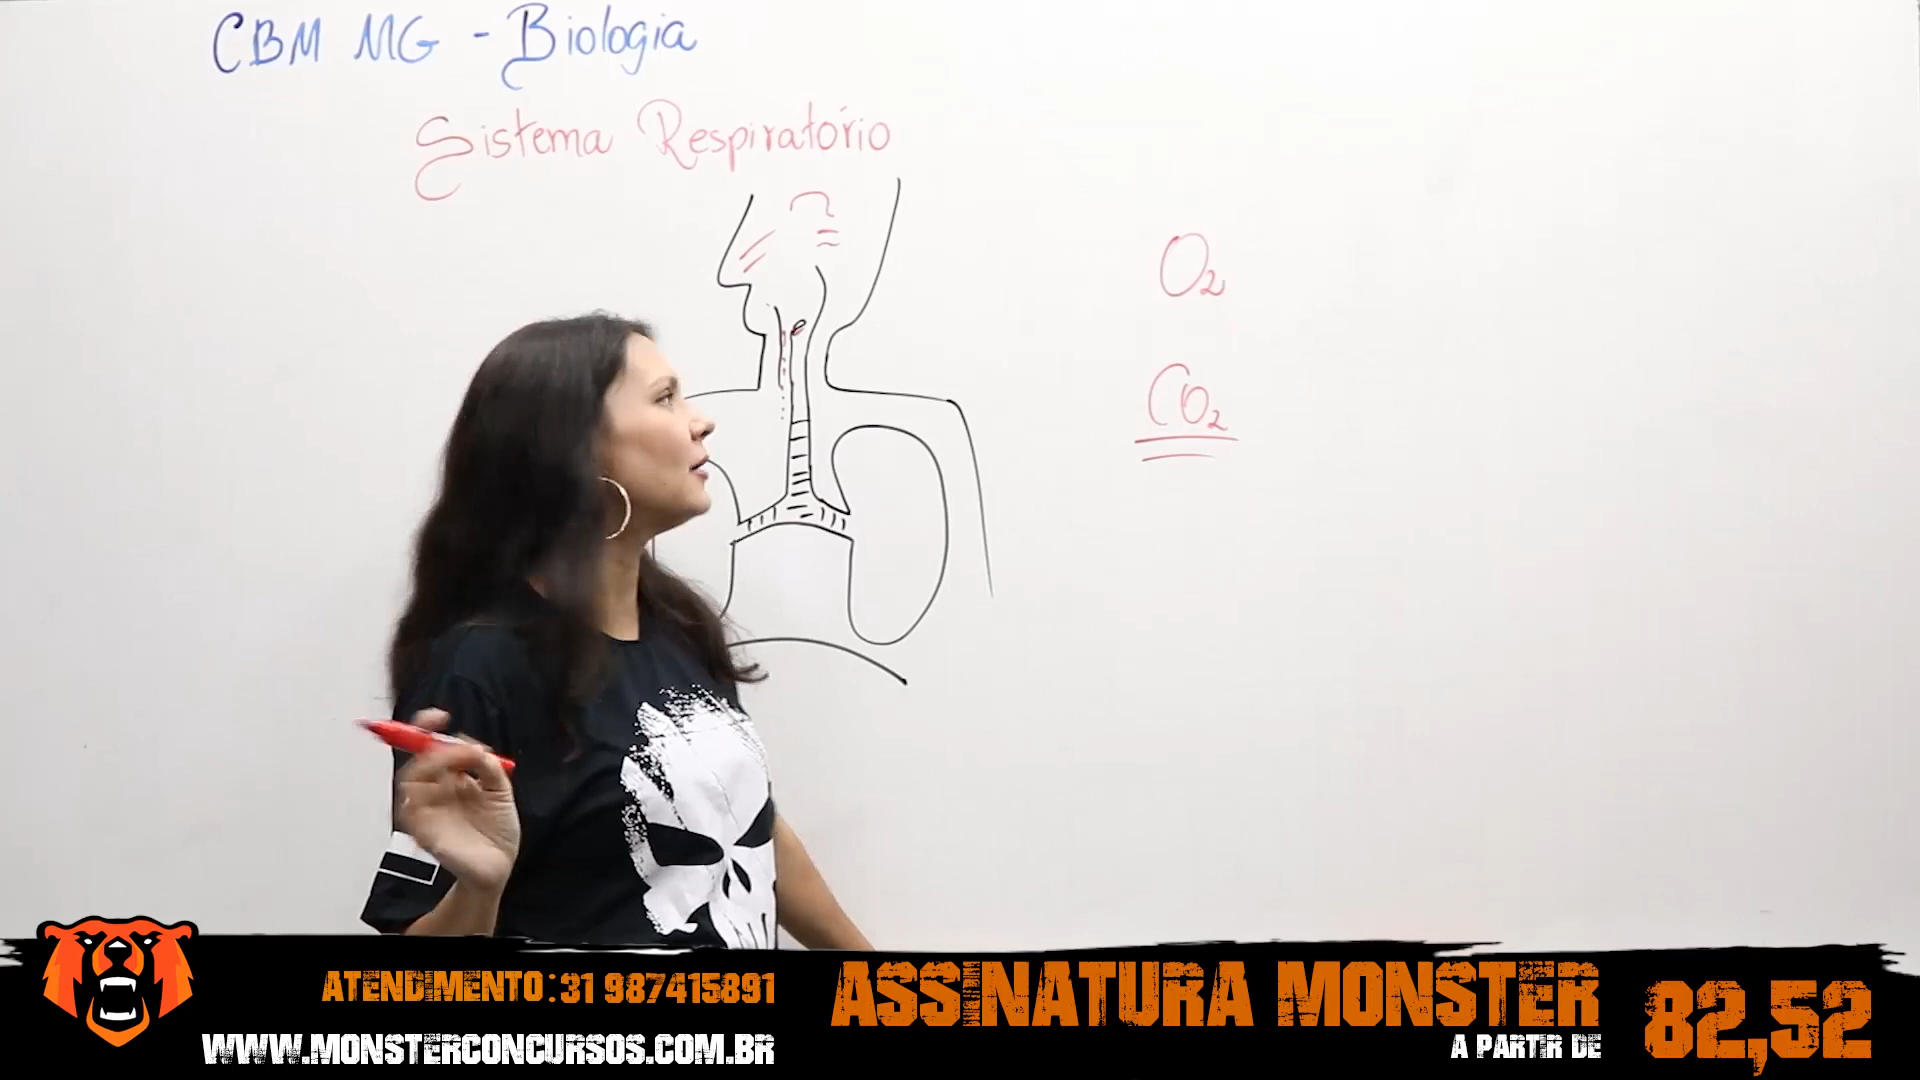 CBM MG - Biologia
Sistema Respiratório
O₂
CO₂
ATENDIMENTO: 31 987415891
WWW.MONSTERCONCURSOS.COM.BR
ASSINATURA MONSTER
A PARTIR DE
82,52